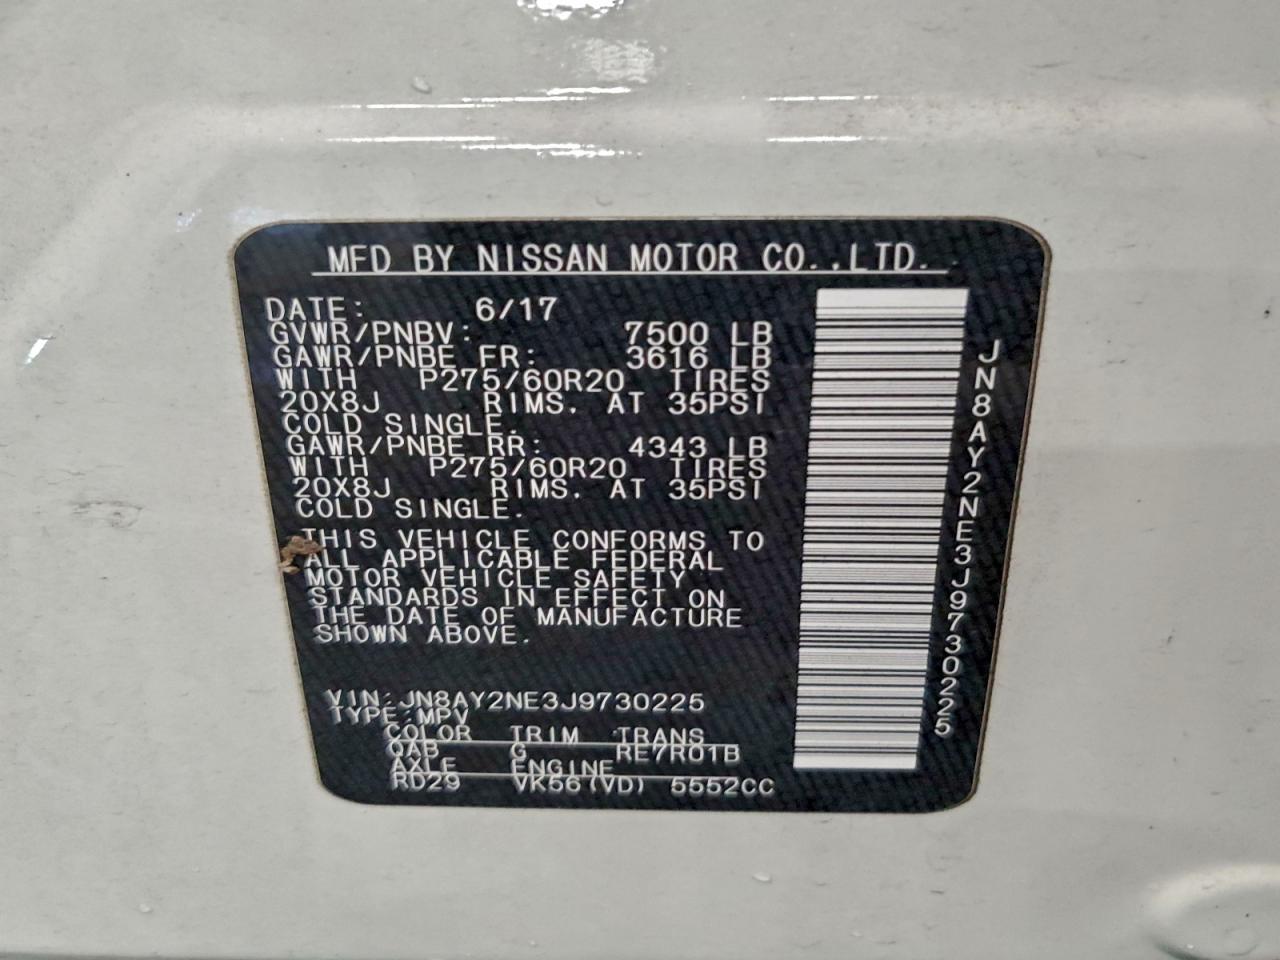 MFD BY NISSAN MOTOR CO.,LTD.
DATE: 6/17
GVWR/PNBV: 7500 LB
GAWR/PNBE FR: 3616 LB
WITH P275/60R20 TIRES
20X8J RIMS. AT 35PSI
COLD SINGLE.
GAWR/PNBE RR: 4343 LB
WITH P275/60R20 TIRES
20X8J RIMS. AT 35PSI
COLD SINGLE.
THIS VEHICLE CONFORMS TO
ALL APPLICABLE FEDERAL
MOTOR VEHICLE SAFETY
STANDARDS IN EFFECT ON
THE DATE OF MANUFACTURE
SHOWN ABOVE.
VIN:JN8AY2NE3J9730225
TYPE:MPV
COLOR TRIM TRANS
QAB G RE7R01B
AXLE ENGINE
RD29 VK56(VD) 5552CC
JN8AY2NE3J9730225